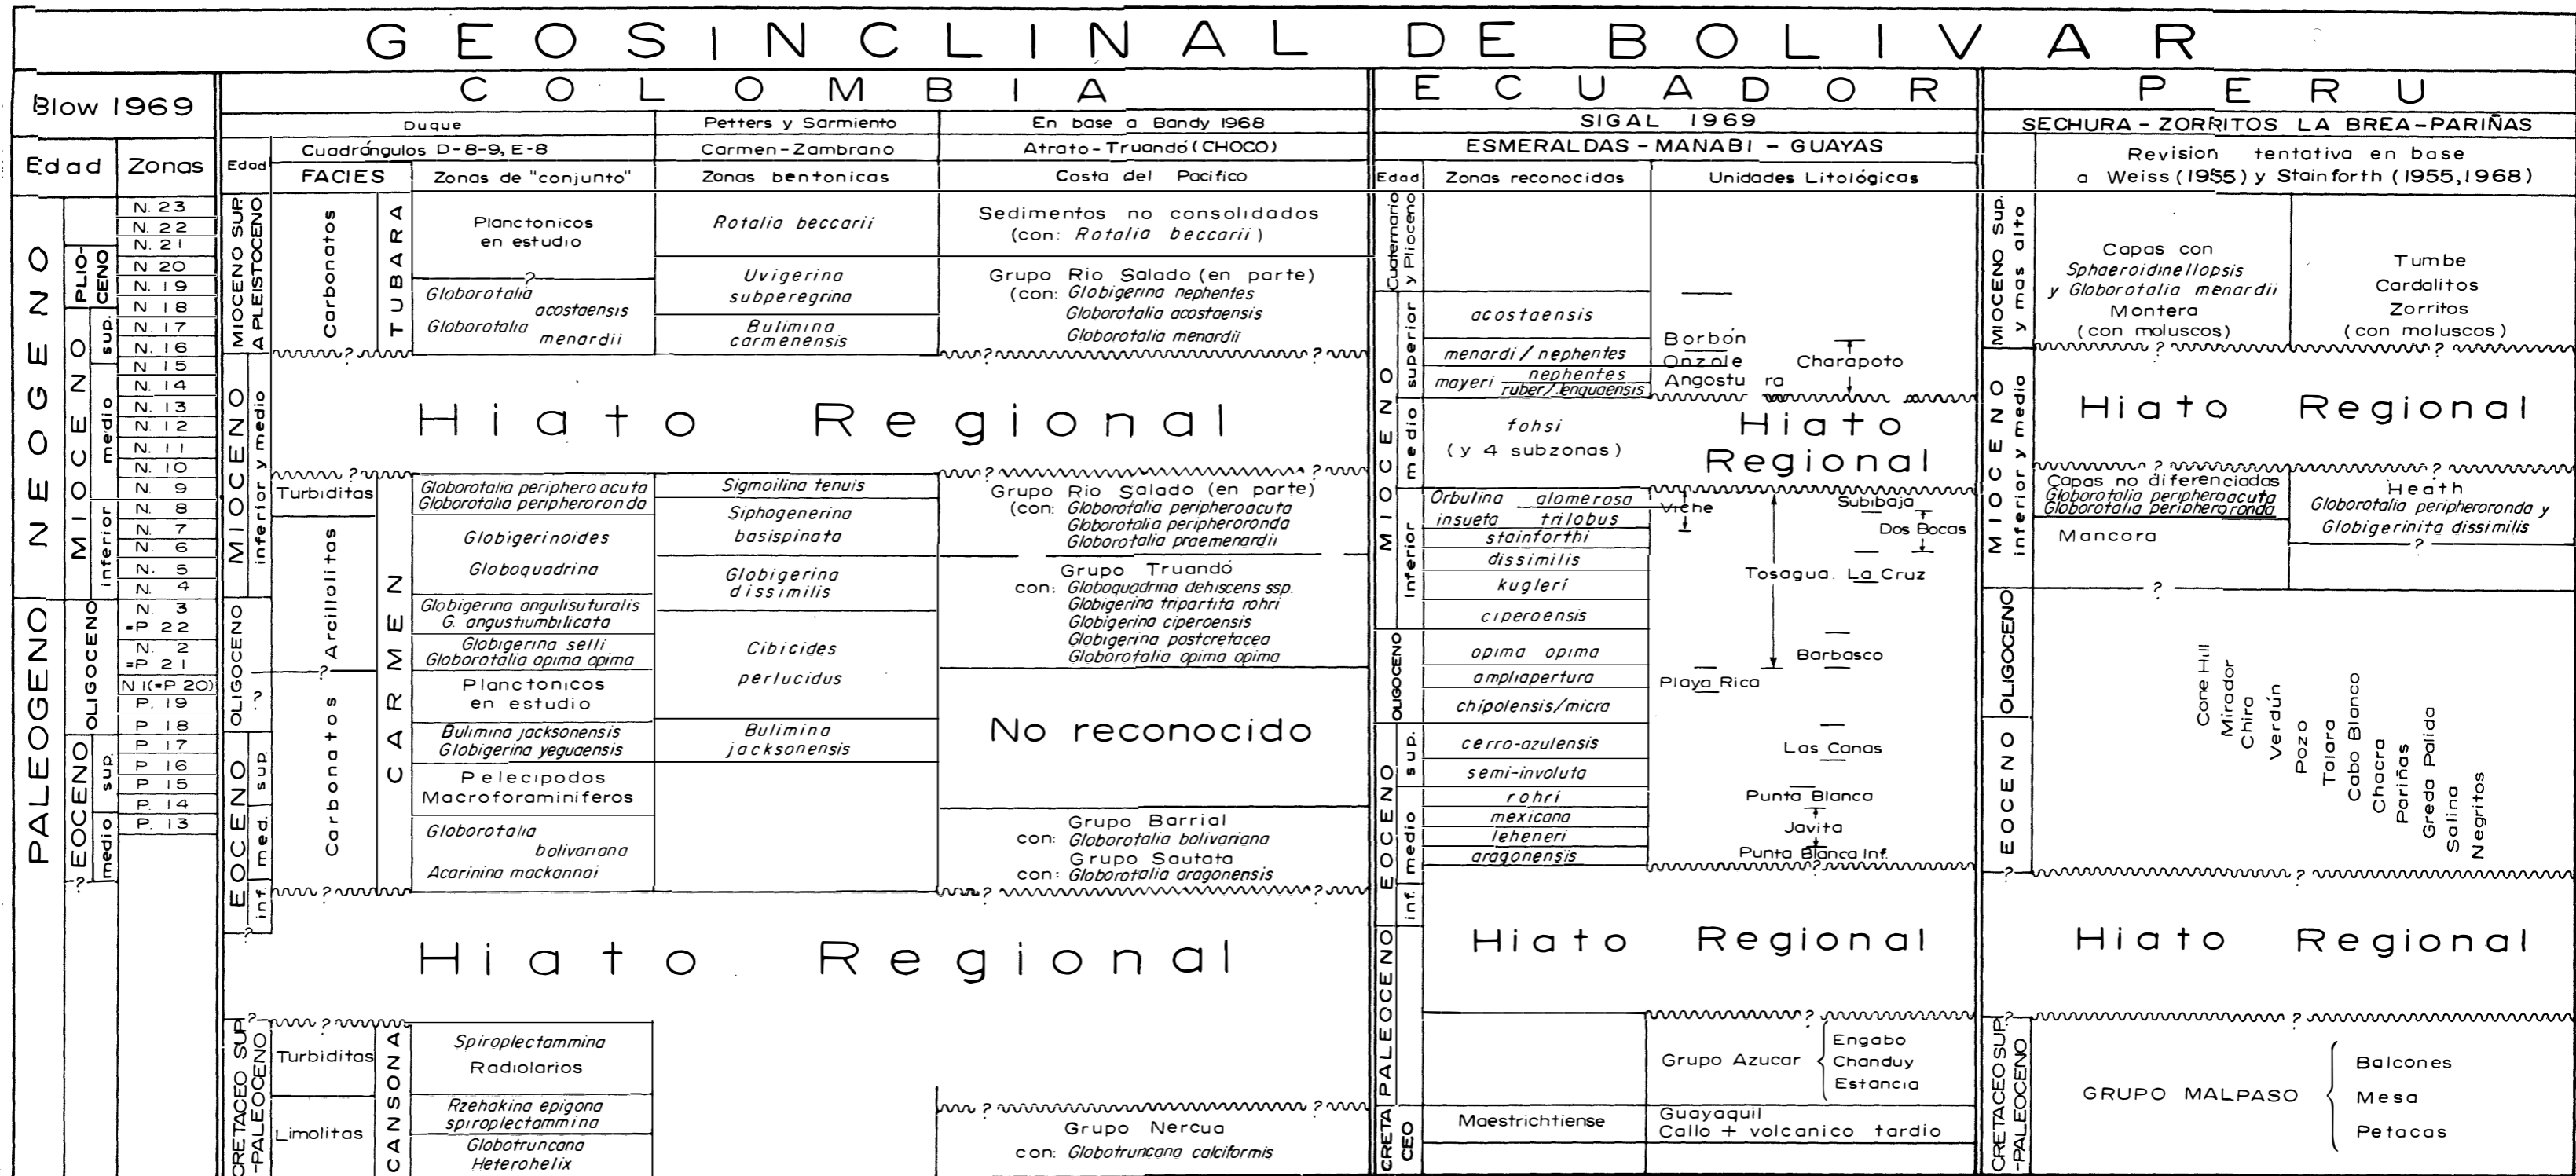 GEOSINCLINAL DE BOLIVAR
Blow 1969
Edad
Zonas
NEOGENO
PALEOGENO
PLIO-
CENO
MIOCENO
sup.
medio
inferior
OLIGOCENO
EOCENO
sup.
medio
?
N. 23
N. 22
N. 21
N 20
N. 19
N 18
N. 17
N. 16
N 15
N. 14
N. 13
N. 12
N. 11
N. 10
N. 9
N. 8
N. 7
N. 6
N. 5
N. 4
N. 3
=P 22
N. 2
=P 21
N 1(=P 20)
P. 19
P 18
P 17
P 16
P 15
P. 14
P. 13
COLOMBIA
Duque
Cuadrángulos D-8-9, E-8
Edad
FACIES
Zonas de "conjunto"
Petters y Sarmiento
Carmen-Zambrano
Zonas bentonicas
En base a Bandy 1968
Atrato-Truandó (CHOCO)
Costa del Pacifico
MIOCENO SUP.
A PLEISTOCENO
MIOCENO
inferior y medio
OLIGOCENO
?
EOCENO
sup.
med.
inf.
?
?
CRETACEO SUP
-PALEOCENO
Carbonatos
?
?
Turbiditas
Arcillolitas
?
Carbonatos
?
?
Turbiditas
Limolitas
TUBARA
CARMEN
CANSONA
Planctonicos
en estudio
?
Globorotalia
acostaensis
Globorotalia
menardii
Hiato Regional
Globorotalia periphero acuta
Globorotalia peripheroronda
Globigerinoides
Globoquadrina
Globigerina angulisuturalis
G. angustiumbilicata
Globigerina selli
Globorotalia opima opima
Planctonicos
en estudio
Bulimina jacksonensis
Globigerina yeguaensis
Pelecipodos
Macroforaminiferos
Globorotalia
bolivariana
Acarinina mackannai
Hiato Regional
Spiroplectammina
Radiolarios
Rzehakina epigona
spiroplectammina
Globotruncana
Heterohelix
Rotalia beccarii
Uvigerina
subperegrina
Bulimina
carmenensis
Sigmoilina tenuis
Siphogenerina
basispinata
Globigerina
dissimilis
Cibicides
perlucidus
Bulimina
jacksonensis
Sedimentos no consolidados
(con: Rotalia beccarii)
Grupo Rio Salado (en parte)
(con: Globigerina nephentes
Globorotalia acostaensis
Globorotalia menardii
? ?
? ?
Grupo Rio Salado (en parte)
(con: Globorotalia peripheroacuta
Globorotalia peripheroronda
Globorotalia praemenardii
Grupo Truandó
con: Globoquadrina dehiscens ssp.
Globigerina tripartita rohri
Globigerina ciperoensis
Globigerina postcretacea
Globorotalia opima opima
No reconocido
Grupo Barrial
con: Globorotalia bolivariana
Grupo Sautata
con: Globorotalia aragonensis
? ?
? ?
Grupo Nercua
con: Globotruncana calciformis
ECUADOR
SIGAL 1969
ESMERALDAS - MANABI - GUAYAS
Edad
Zonas reconocidas
Unidades Litológicas
Cuaternario
y Plioceno
MIOCENO
superior
medio
Inferior
OLIGOCENO
EOCENO
sup.
medio
inf.
PALEOCENO
CRETA
CEO
acostaensis
menardi / nephentes
mayeri
nephentes
ruber/lenguaensis
fohsi
(y 4 subzonas)
Orbulina glomerosa
insueta trilobus
stainforthi
dissimilis
kugleri
ciperoensis
opima opima
ampliapertura
chipolensis/micra
cerro-azulensis
semi-involuta
rohri
mexicana
leheneri
aragonensis
Hiato Regional
Maestrichtiense
Borbón
Onzole
Angostura
Charapoto
Hiato
Regional
Viche
Subibaja
Dos Bocas
Tosagua. La Cruz
Barbasco
Playa Rica
Las Canas
Punta Blanca
Javita
Punta Blanca Inf.
?
?
Grupo Azucar
Engabo
Chanduy
Estancia
Guayaquil
Callo + volcanico tardio
PERU
SECHURA - ZORRITOS LA BREA-PARIÑAS
Revision tentativa en base
a Weiss (1955) y Stainforth (1955,1968)
MIOCENO Sup.
y mas alto
MIOCENO
inferior y medio
OLIGOCENO
EOCENO
?
?
CRETACEO SUP
-PALEOCENO
Capas con
Sphaeroidinellopsis
y Globorotalia menardii
Montera
(con moluscos)
Tumbe
Cardalitos
Zorritos
(con moluscos)
? ?
Hiato Regional
? ?
Capas no diferenciadas
Globorotalia peripheroacuta
Globorotalia peripheroronda
Mancora
Heath
Globorotalia peripheroronda y
Globigerinita dissimilis
?
?
Cone Hill
Mirador
Chira
Verdún
Pozo
Talara
Cabo Blanco
Chacra
Pariñas
Greda Palida
Salina
Negritos
?
Hiato Regional
?
GRUPO MALPASO
Balcones
Mesa
Petacas